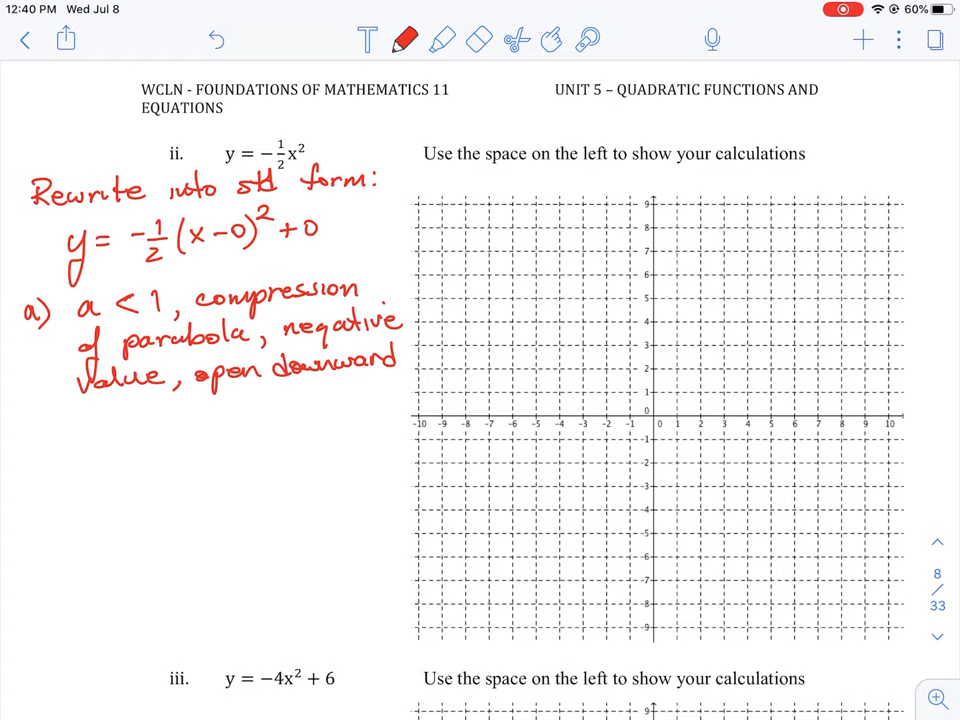 12:40 PM Wed Jul 8 60%
T
WCLN - FOUNDATIONS OF MATHEMATICS 11 UNIT 5 – QUADRATIC FUNCTIONS AND
EQUATIONS
ii. y = −1/2x² Use the space on the left to show your calculations
Rewrite into std form:
y = -1/2 (x-0)² + 0
a) a < 1, compression
of parabola, negative
value, open downward
9
8
7
6
5
4
3
2
1
0
-10 -9 -8 -7 -6 -5 -4 -3 -2 -1 0 1 2 3 4 5 6 7 8 9 10
-1
-2
-3
-4
-5
-6
-7
-8
-9
8
/
33
iii. y = −4x² + 6 Use the space on the left to show your calculations
9